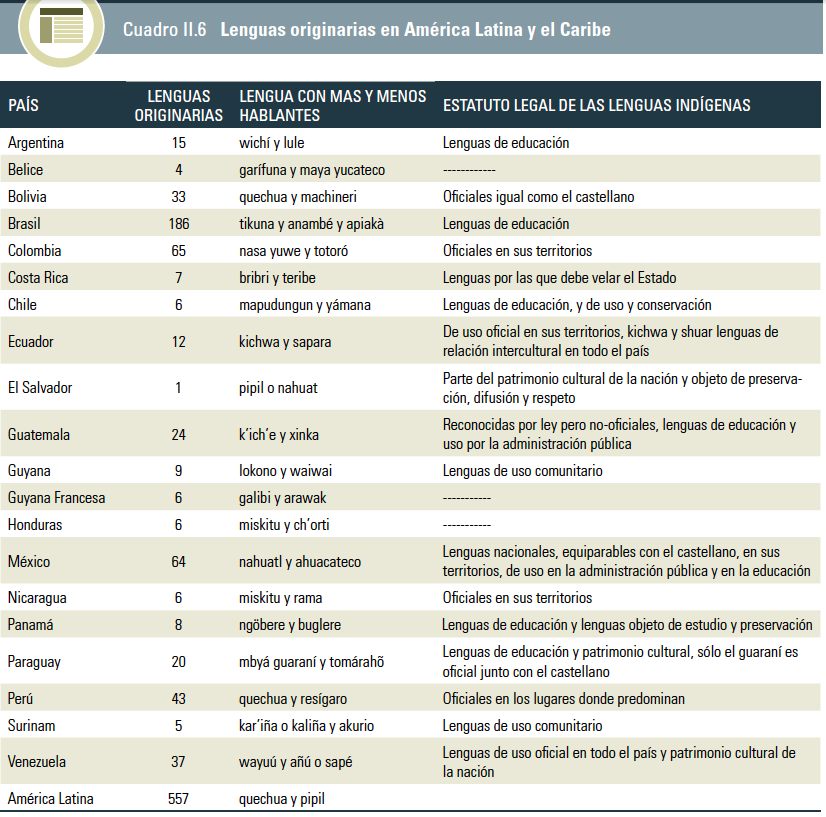 Cuadro II.6 Lenguas originarias en América Latina y el Caribe
PAÍS LENGUAS ORIGINARIAS LENGUA CON MAS Y MENOS HABLANTES ESTATUTO LEGAL DE LAS LENGUAS INDÍGENAS
Argentina 15 wichí y lule Lenguas de educación
Belice 4 garífuna y maya yucateco ------------
Bolivia 33 quechua y machineri Oficiales igual como el castellano
Brasil 186 tikuna y anambé y apiakà Lenguas de educación
Colombia 65 nasa yuwe y totoró Oficiales en sus territorios
Costa Rica 7 bribri y teribe Lenguas por las que debe velar el Estado
Chile 6 mapudungun y yámana Lenguas de educación, y de uso y conservación
Ecuador 12 kichwa y sapara De uso oficial en sus territorios, kichwa y shuar lenguas de
relación intercultural en todo el país
El Salvador 1 pipil o nahuat Parte del patrimonio cultural de la nación y objeto de preserva-
ción, difusión y respeto
Guatemala 24 k'ich'e y xinka Reconocidas por ley pero no-oficiales, lenguas de educación y
uso por la administración pública
Guyana 9 lokono y waiwai Lenguas de uso comunitario
Guyana Francesa 6 galibi y arawak -----------
Honduras 6 miskitu y ch'orti -----------
México 64 nahuatl y ahuacateco Lenguas nacionales, equiparables con el castellano, en sus
territorios, de uso en la administración pública y en la educación
Nicaragua 6 miskitu y rama Oficiales en sus territorios
Panamá 8 ngöbere y buglere Lenguas de educación y lenguas objeto de estudio y preservación
Paraguay 20 mbyá guaraní y tomárahõ Lenguas de educación y patrimonio cultural, sólo el guaraní es
oficial junto con el castellano
Perú 43 quechua y resígaro Oficiales en los lugares donde predominan
Surinam 5 kar'iña o kaliña y akurio Lenguas de uso comunitario
Venezuela 37 wayuú y añú o sapé Lenguas de uso oficial en todo el país y patrimonio cultural de
la nación
América Latina 557 quechua y pipil